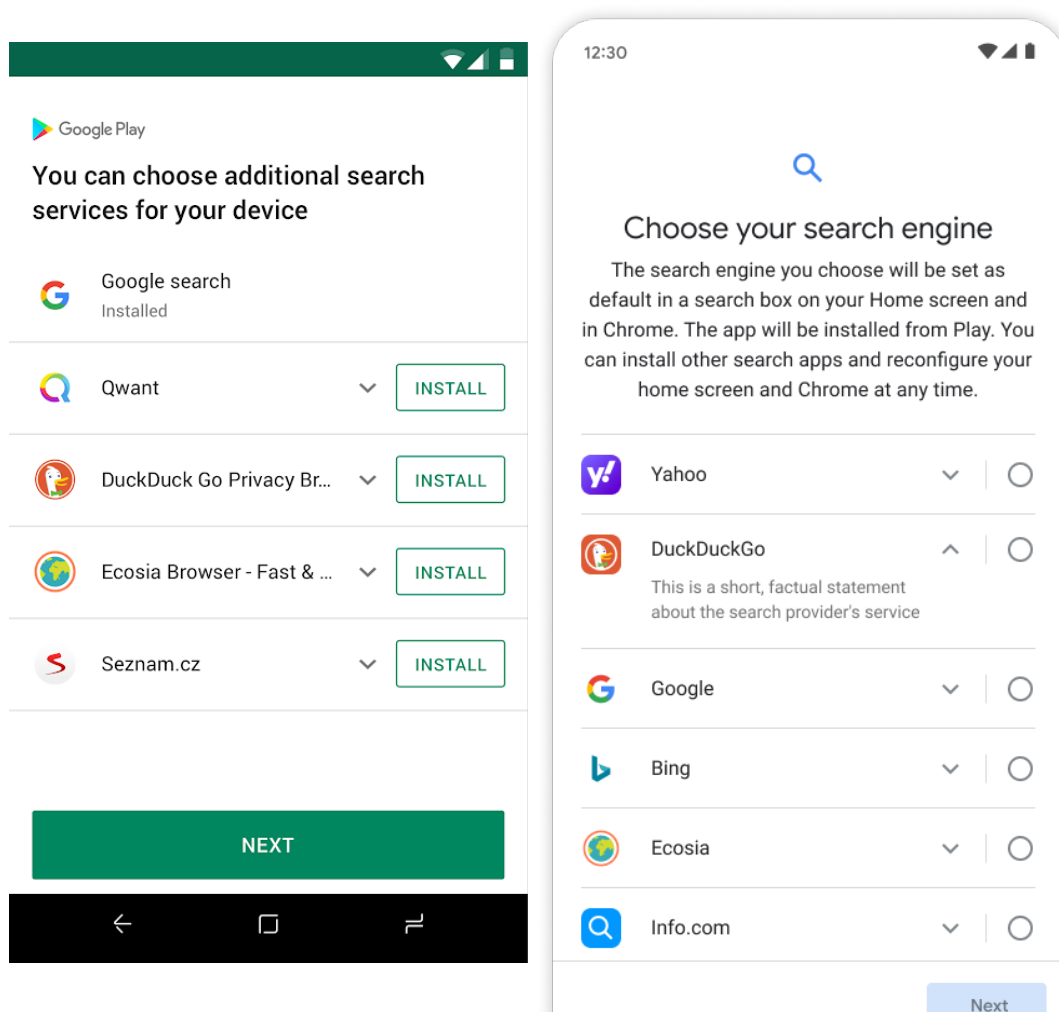 Google Play
You can choose additional search
services for your device
Google search
Installed
Qwant
INSTALL
DuckDuck Go Privacy Br...
INSTALL
Ecosia Browser - Fast & ...
INSTALL
Seznam.cz
INSTALL
NEXT
12:30
Choose your search engine
The search engine you choose will be set as
default in a search box on your Home screen and
in Chrome. The app will be installed from Play. You
can install other search apps and reconfigure your
home screen and Chrome at any time.
Yahoo
DuckDuckGo
This is a short, factual statement
about the search provider's service
Google
Bing
Ecosia
Info.com
Next